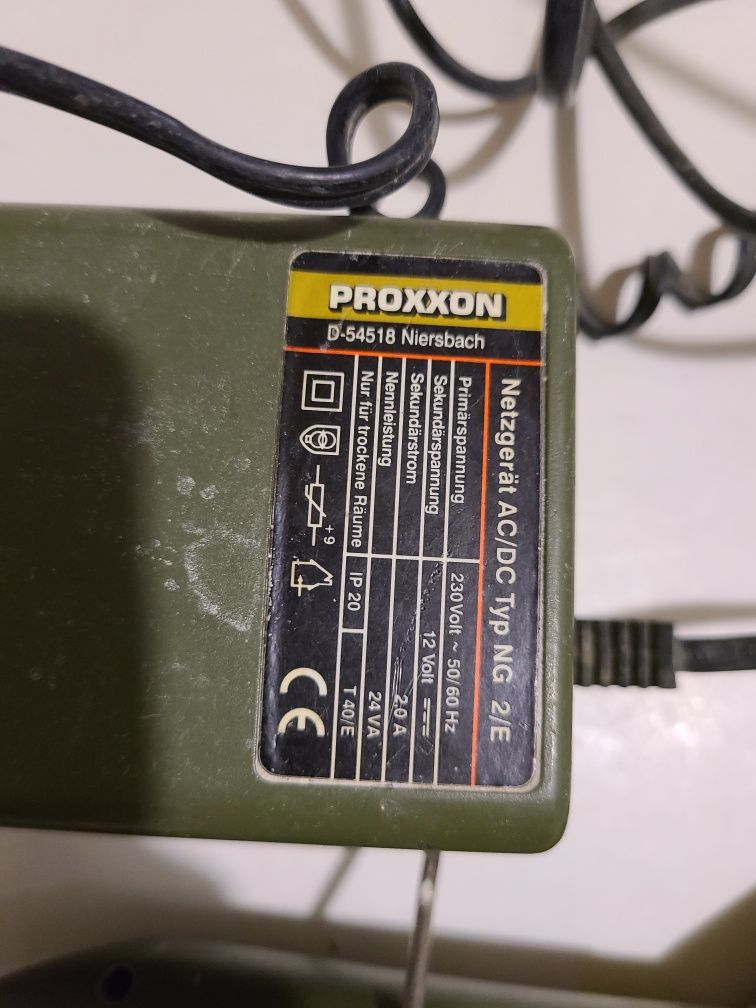 PROXXON
D-54518 Niersbach
Netzgerät AC/DC Typ NG 2/E
Primärspannung 230 Volt ~ 50/60 Hz
Sekundärspannung 12 Volt ⎓
Sekundärstrom 2,0 A
Nennleistung 24 VA
Nur für trockene Räume IP 20 T 40/E
+9
CE